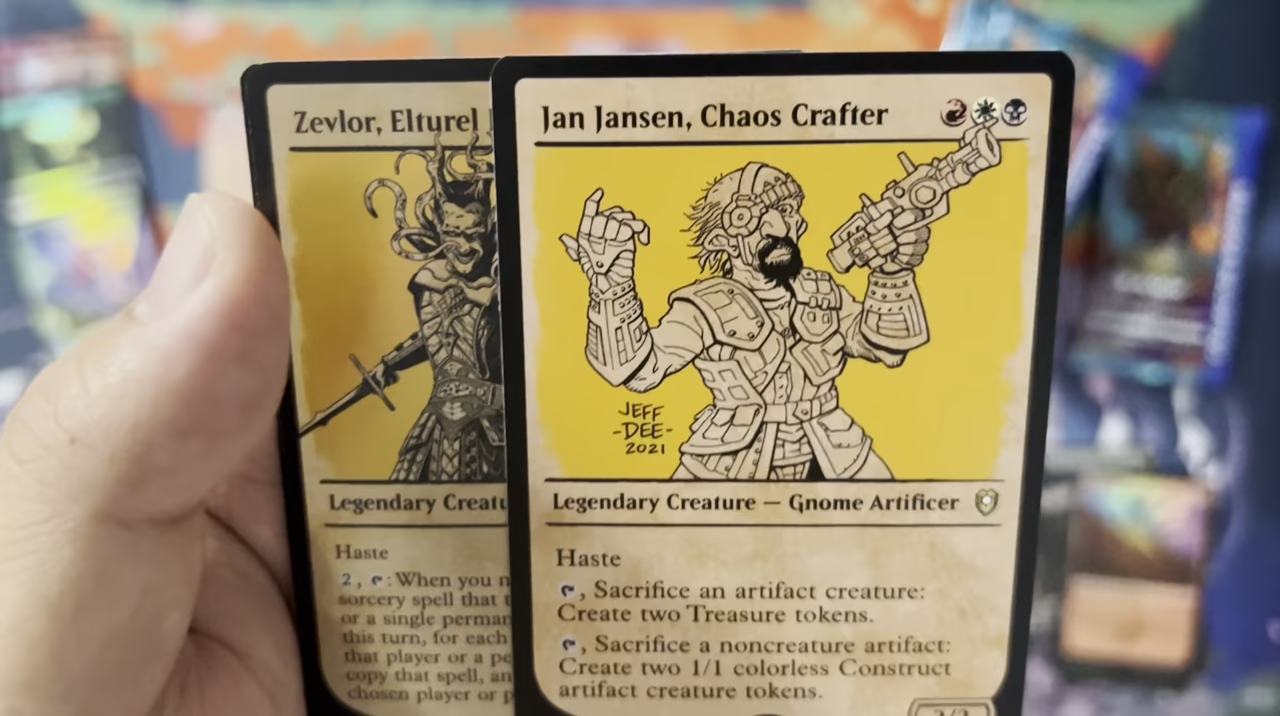 Zevlor, Elturel
Jan Jansen, Chaos Crafter
JEFF
-DEE-
2021
Legendary Creatu
Legendary Creature — Gnome Artificer
Haste
2, : When you n
sorcery spell that t
or a single perman
this turn, for each
that player or a pe
copy that spell, an
chosen player or p
Haste
, Sacrifice an artifact creature:
Create two Treasure tokens.
, Sacrifice a noncreature artifact:
Create two 1/1 colorless Construct
artifact creature tokens.